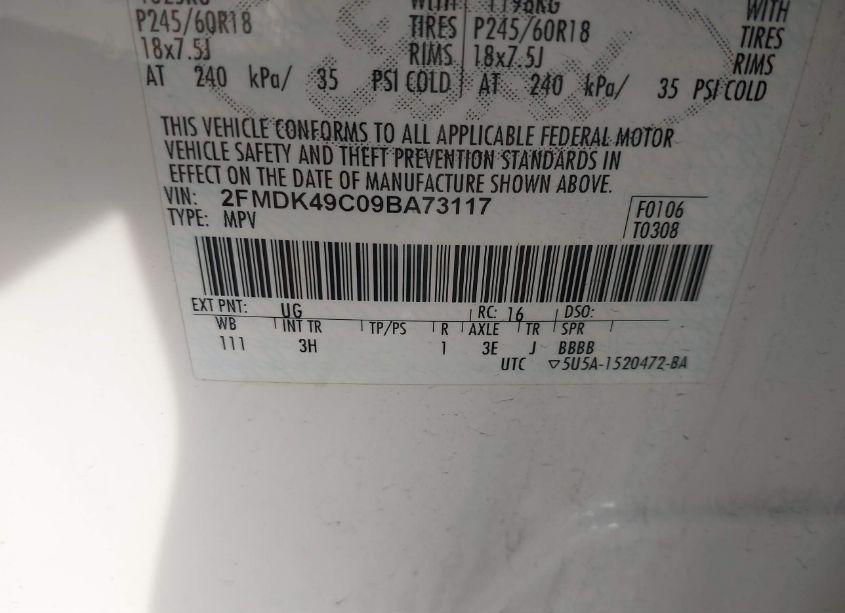 WITH 1198KG WITH
P245/60R18 TIRES P245/60R18 TIRES
18x7.5J RIMS 18x7.5J RIMS
AT 240 kPa/ 35 PSI COLD AT 240 kPa/ 35 PSI COLD
THIS VEHICLE CONFORMS TO ALL APPLICABLE FEDERAL MOTOR
VEHICLE SAFETY AND THEFT PREVENTION STANDARDS IN
EFFECT ON THE DATE OF MANUFACTURE SHOWN ABOVE.
VIN: 2FMDK49C09BA73117 F0106
TYPE: MPV T0308
EXT PNT: UG RC: 16 DSO:
WB INT TR TP/PS R AXLE TR SPR
111 3H 1 3E J BBBB
UTC ▽5U5A-1520472-BA